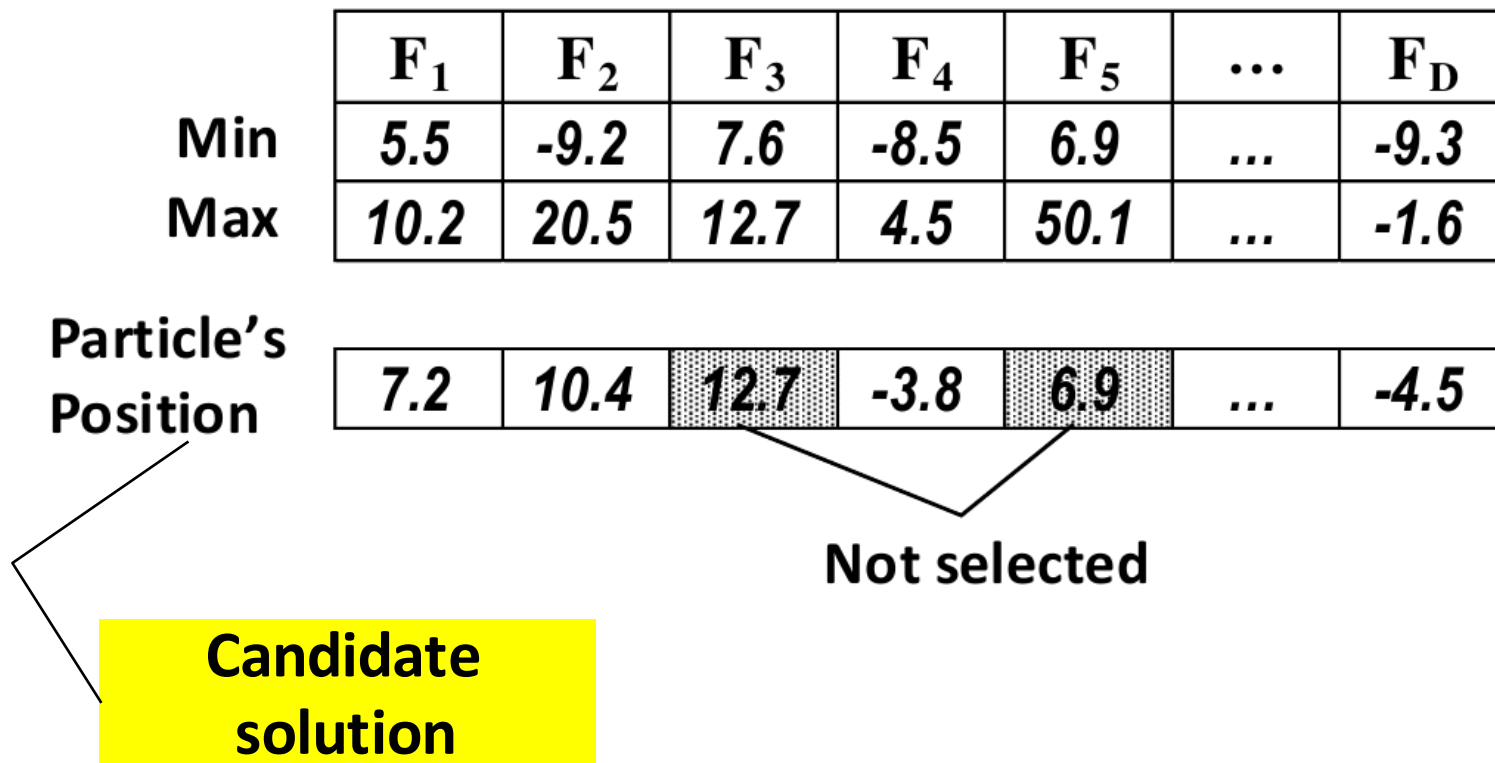 F1 F2 F3 F4 F5 ... FD
Min 5.5 -9.2 7.6 -8.5 6.9 ... -9.3
Max 10.2 20.5 12.7 4.5 50.1 ... -1.6
Particle’s
Position
7.2 10.4 12.7 -3.8 6.9 ... -4.5
Not selected
Candidate
solution